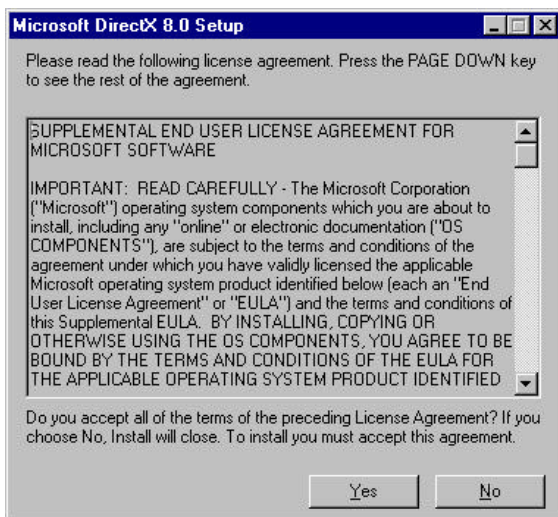 Microsoft DirectX 8.0 Setup
Please read the following license agreement. Press the PAGE DOWN key
to see the rest of the agreement.
SUPPLEMENTAL END USER LICENSE AGREEMENT FOR
MICROSOFT SOFTWARE
IMPORTANT: READ CAREFULLY - The Microsoft Corporation
("Microsoft") operating system components which you are about to
install, including any "online" or electronic documentation ("OS
COMPONENTS"), are subject to the terms and conditions of the
agreement under which you have validly licensed the applicable
Microsoft operating system product identified below (each an "End
User License Agreement" or "EULA") and the terms and conditions of
this Supplemental EULA. BY INSTALLING, COPYING OR
OTHERWISE USING THE OS COMPONENTS, YOU AGREE TO BE
BOUND BY THE TERMS AND CONDITIONS OF THE EULA FOR
THE APPLICABLE OPERATING SYSTEM PRODUCT IDENTIFIED
Do you accept all of the terms of the preceding License Agreement? If you
choose No, Install will close. To install you must accept this agreement.
Yes
No